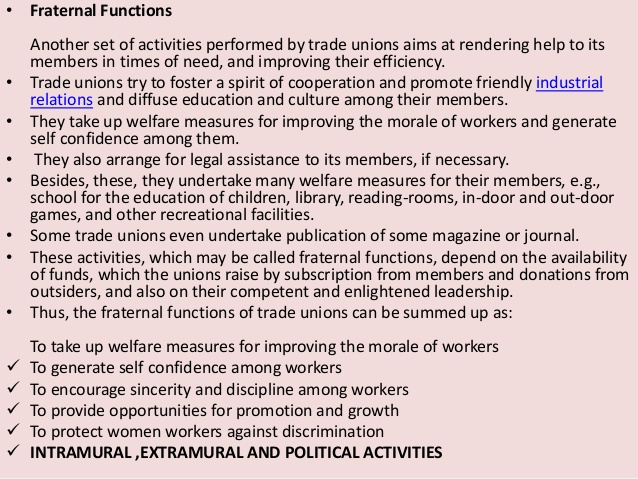 • Fraternal Functions
Another set of activities performed by trade unions aims at rendering help to its
members in times of need, and improving their efficiency.
• Trade unions try to foster a spirit of cooperation and promote friendly industrial
relations and diffuse education and culture among their members.
• They take up welfare measures for improving the morale of workers and generate
self confidence among them.
• They also arrange for legal assistance to its members, if necessary.
• Besides, these, they undertake many welfare measures for their members, e.g.,
school for the education of children, library, reading-rooms, in-door and out-door
games, and other recreational facilities.
• Some trade unions even undertake publication of some magazine or journal.
• These activities, which may be called fraternal functions, depend on the availability
of funds, which the unions raise by subscription from members and donations from
outsiders, and also on their competent and enlightened leadership.
• Thus, the fraternal functions of trade unions can be summed up as:
To take up welfare measures for improving the morale of workers
✓ To generate self confidence among workers
✓ To encourage sincerity and discipline among workers
✓ To provide opportunities for promotion and growth
✓ To protect women workers against discrimination
✓ INTRAMURAL ,EXTRAMURAL AND POLITICAL ACTIVITIES